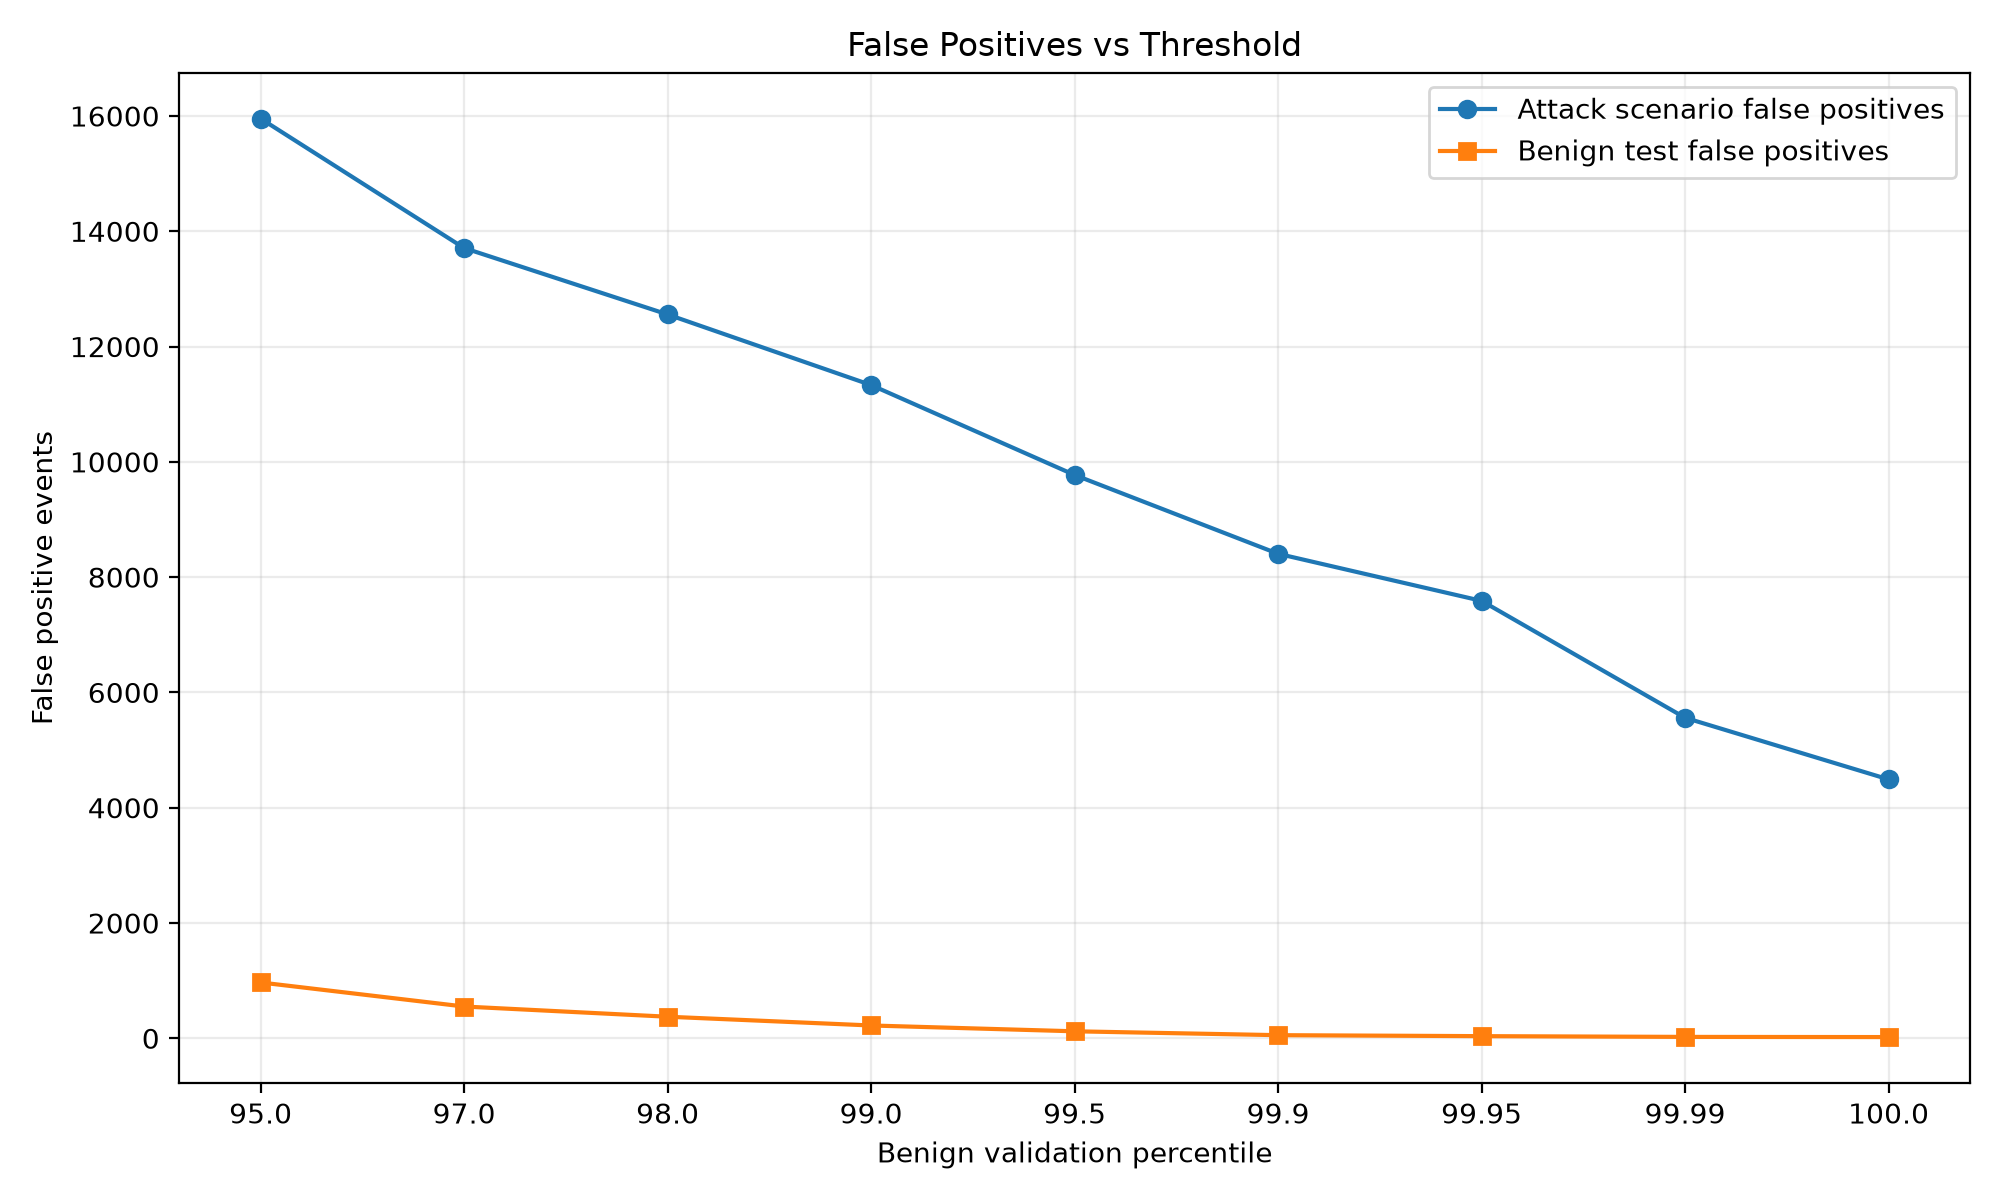 False Positives vs Threshold
Attack scenario false positives
Benign test false positives
False positive events
16000
14000
12000
10000
8000
6000
4000
2000
0
95.0 97.0 98.0 99.0 99.5 99.9 99.95 99.99 100.0
Benign validation percentile